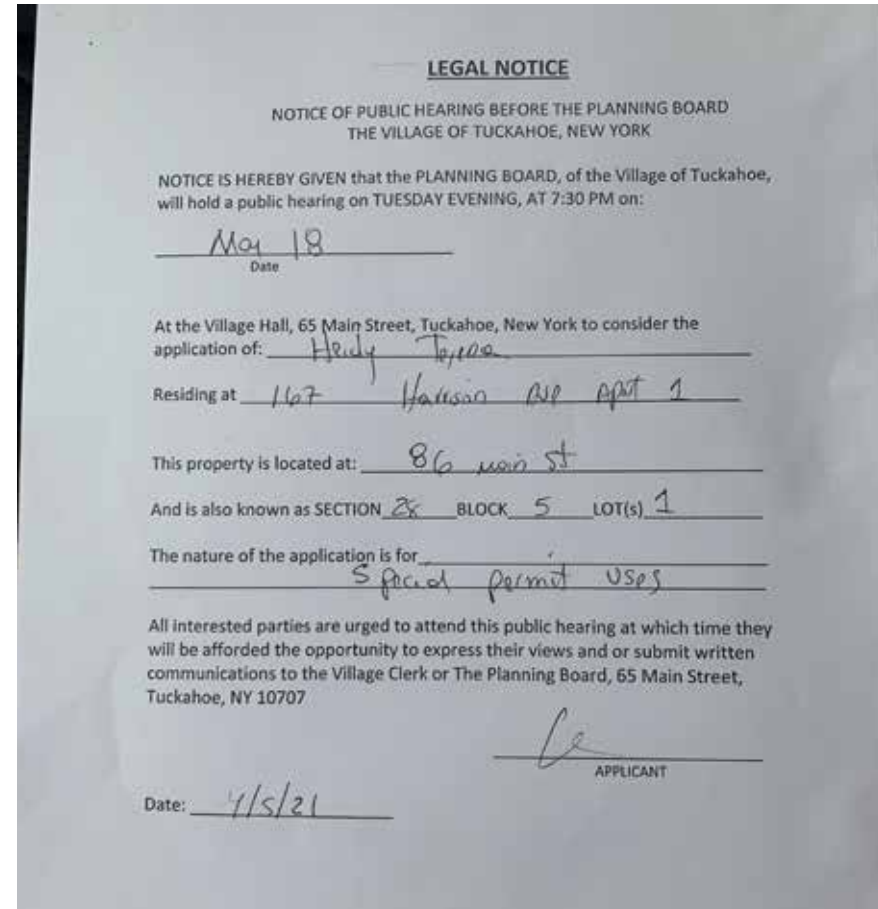 LEGAL NOTICE
NOTICE OF PUBLIC HEARING BEFORE THE PLANNING BOARD
THE VILLAGE OF TUCKAHOE, NEW YORK
NOTICE IS HEREBY GIVEN that the PLANNING BOARD, of the Village of Tuckahoe,
will hold a public hearing on TUESDAY EVENING, AT 7:30 PM on:
May 18
Date
At the Village Hall, 65 Main Street, Tuckahoe, New York to consider the
application of: Heidy
Residing at 167 Harrison Ave Apt 1
This property is located at: 86 main st
And is also known as SECTION 28 BLOCK 5 LOT(s) 1
The nature of the application is for
Special permit uses
All interested parties are urged to attend this public hearing at which time they
will be afforded the opportunity to express their views and or submit written
communications to the Village Clerk or The Planning Board, 65 Main Street,
Tuckahoe, NY 10707
APPLICANT
Date: 4/5/21